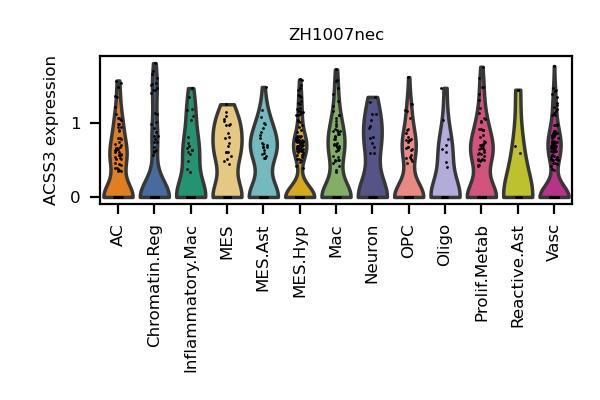 ZH1007nec
ACSS3 expression
1
0
AC
Chromatin.Reg
Inflammatory.Mac
MES
MES.Ast
MES.Hyp
Mac
Neuron
OPC
Oligo
Prolif.Metab
Reactive.Ast
Vasc